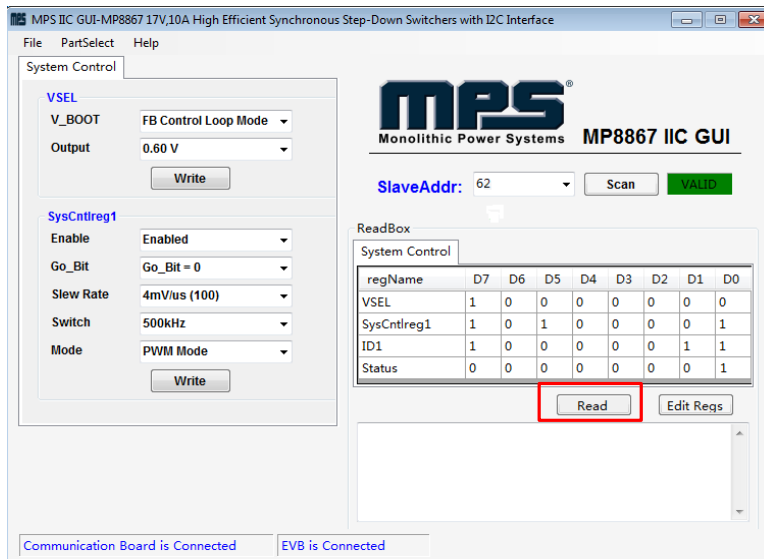 MPS MPS IIC GUI-MP8867 17V,10A High Efficient Synchronous Step-Down Switchers with I2C Interface
File PartSelect Help
System Control
VSEL
V_BOOT FB Control Loop Mode
Output 0.60 V
Write
SysCntlreg1
Enable Enabled
Go_Bit Go_Bit = 0
Slew Rate 4mV/us (100)
Switch 500kHz
Mode PWM Mode
Write
mps®
Monolithic Power Systems MP8867 IIC GUI
SlaveAddr: 62 Scan VALID
ReadBox
System Control
regName D7 D6 D5 D4 D3 D2 D1 D0
VSEL 1 0 0 0 0 0 0 0
SysCntlreg1 1 0 1 0 0 0 0 1
ID1 1 0 0 0 0 0 1 1
Status 0 0 0 0 0 0 0 1
Read Edit Regs
Communication Board is Connected EVB is Connected